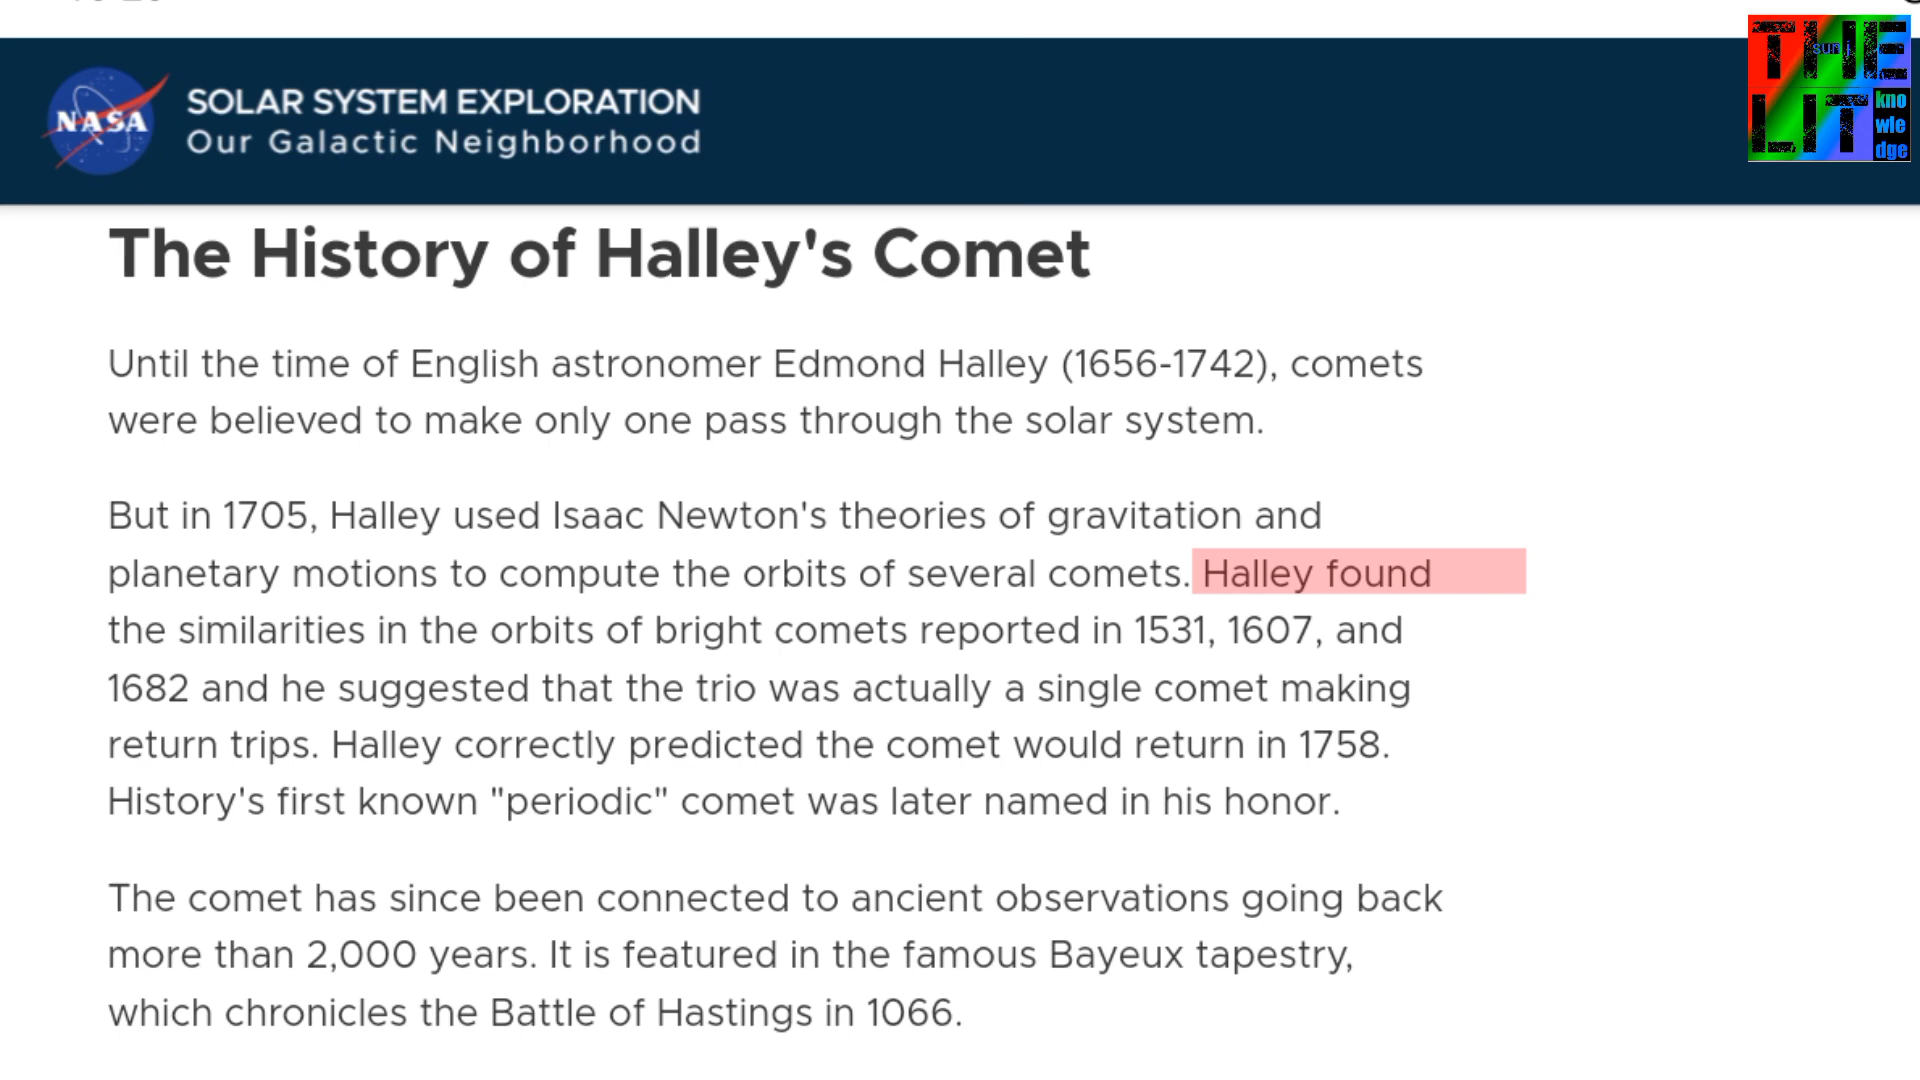 NASA
SOLAR SYSTEM EXPLORATION
Our Galactic Neighborhood
THE
sun j
LIT
kno
wle
dge
The History of Halley's Comet
Until the time of English astronomer Edmond Halley (1656-1742), comets
were believed to make only one pass through the solar system.
But in 1705, Halley used Isaac Newton's theories of gravitation and
planetary motions to compute the orbits of several comets. Halley found
the similarities in the orbits of bright comets reported in 1531, 1607, and
1682 and he suggested that the trio was actually a single comet making
return trips. Halley correctly predicted the comet would return in 1758.
History's first known "periodic" comet was later named in his honor.
The comet has since been connected to ancient observations going back
more than 2,000 years. It is featured in the famous Bayeux tapestry,
which chronicles the Battle of Hastings in 1066.